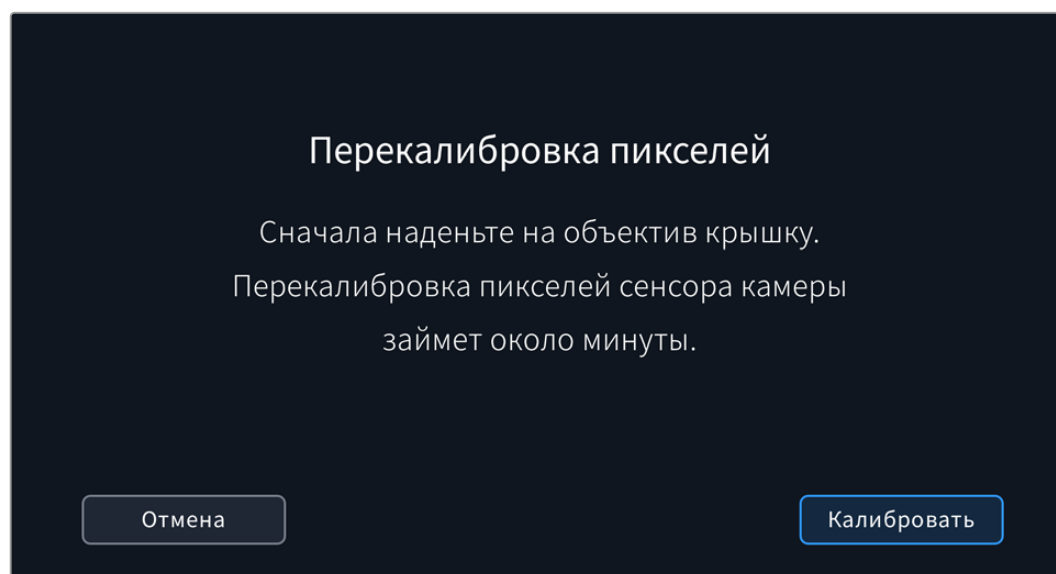 Перекалибровка пикселей
Сначала наденьте на объектив крышку.
Перекалибровка пикселей сенсора камеры
займет около минуты.
Отмена
Калибровать